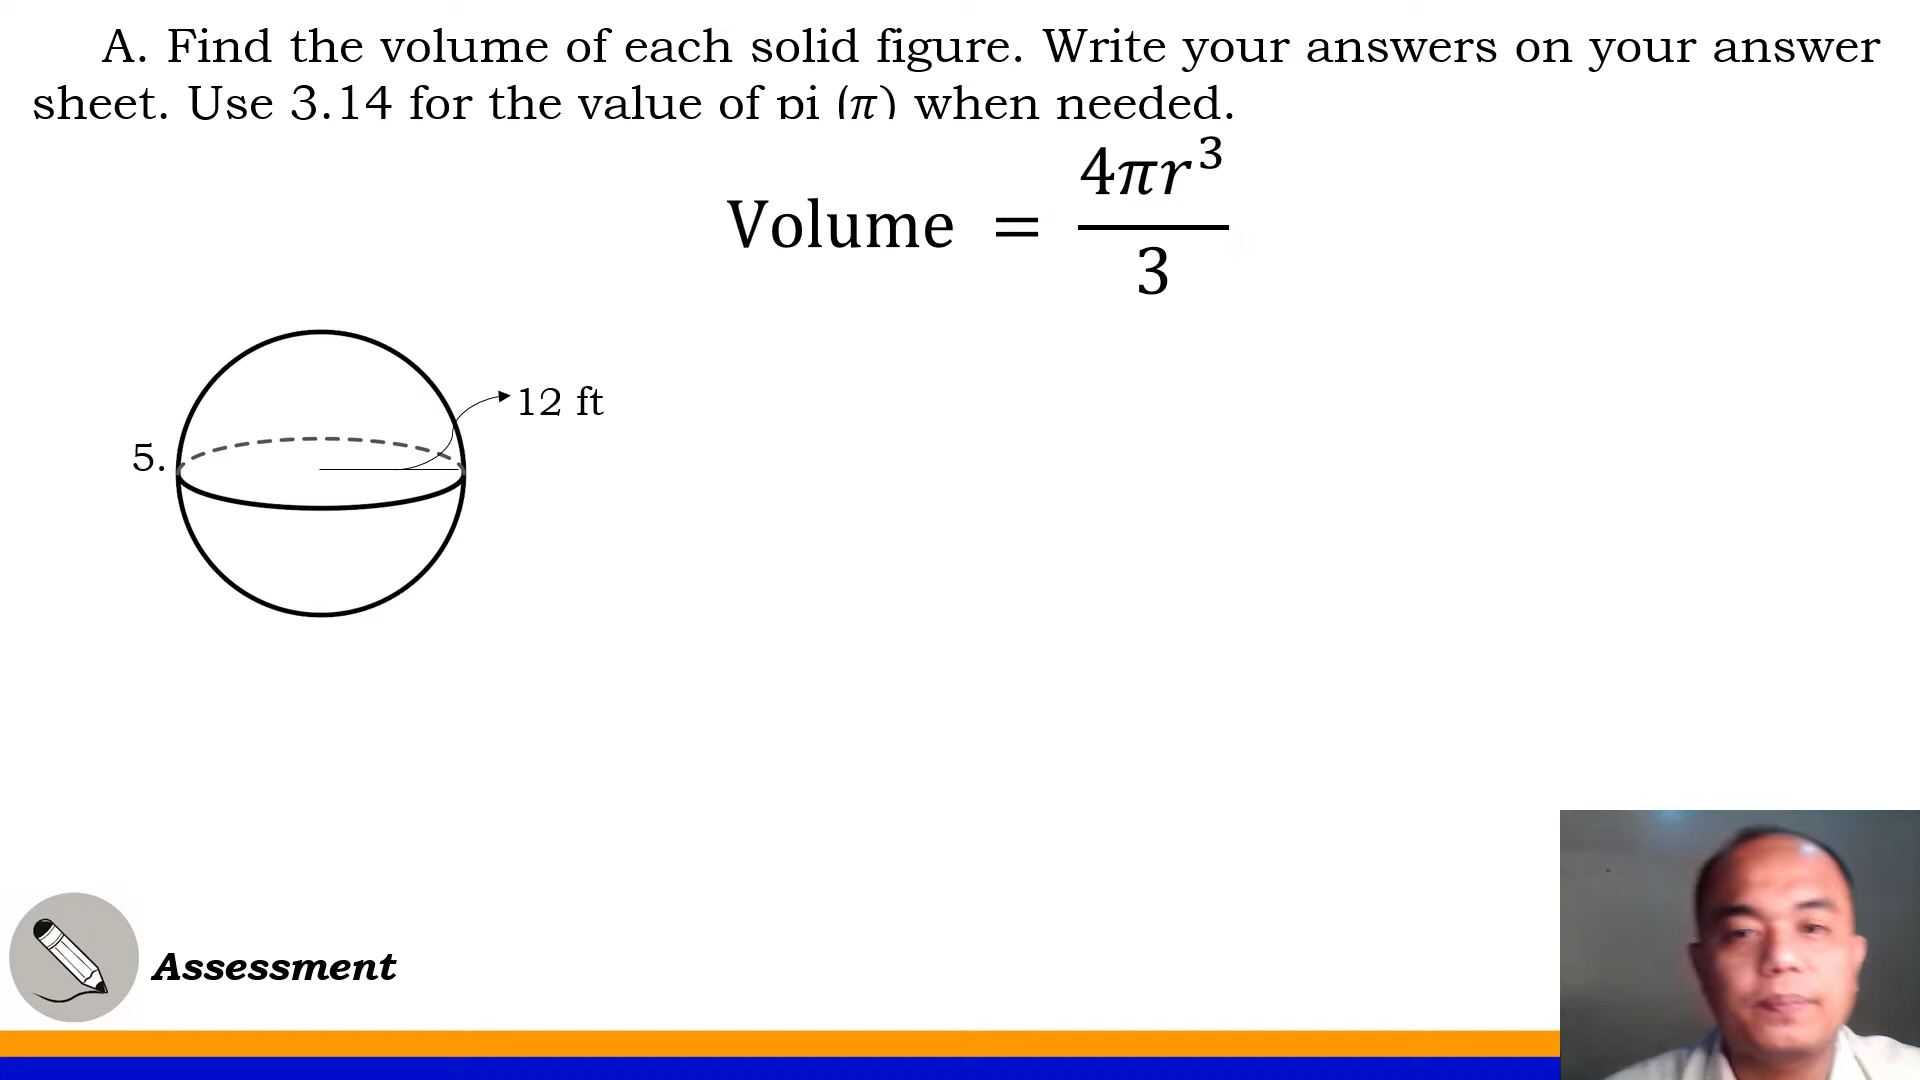 A. Find the volume of each solid figure. Write your answers on your answer
sheet. Use 3.14 for the value of pi (π) when needed.
Volume = 4πr³/3
12 ft
5.
Assessment